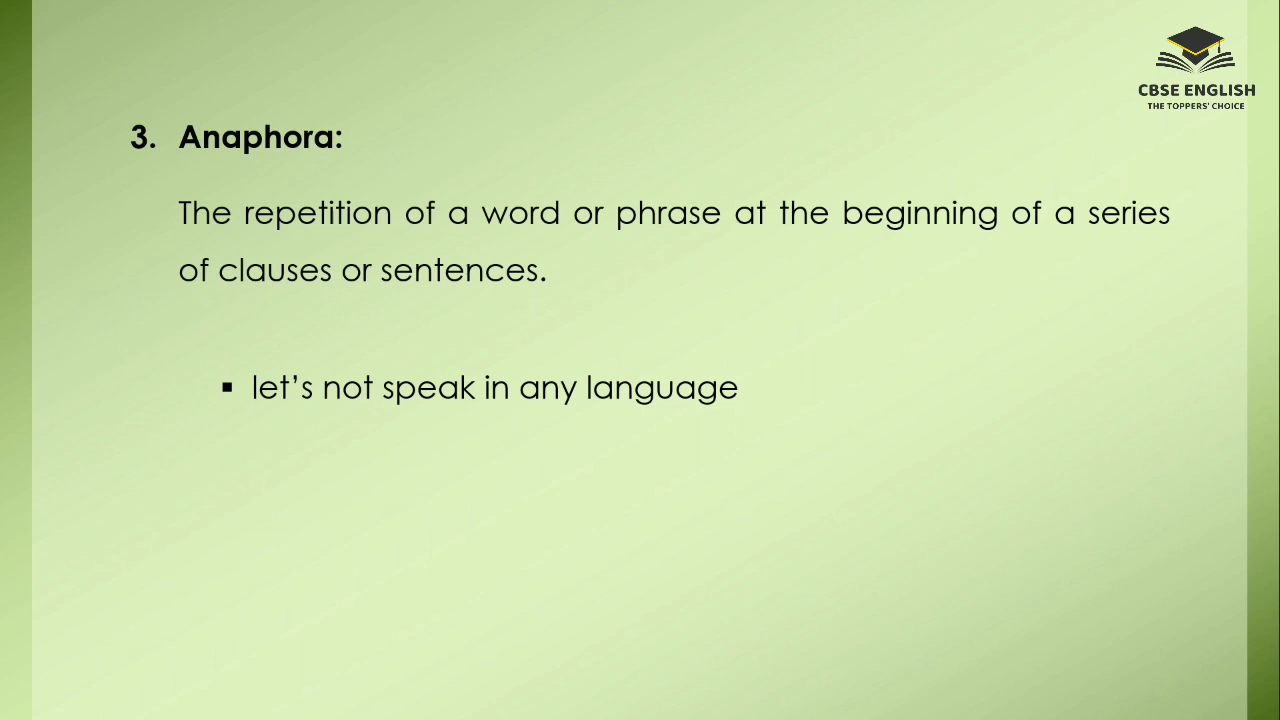 CBSE ENGLISH
THE TOPPERS' CHOICE
3. Anaphora:
The repetition of a word or phrase at the beginning of a series
of clauses or sentences.
▪ let’s not speak in any language